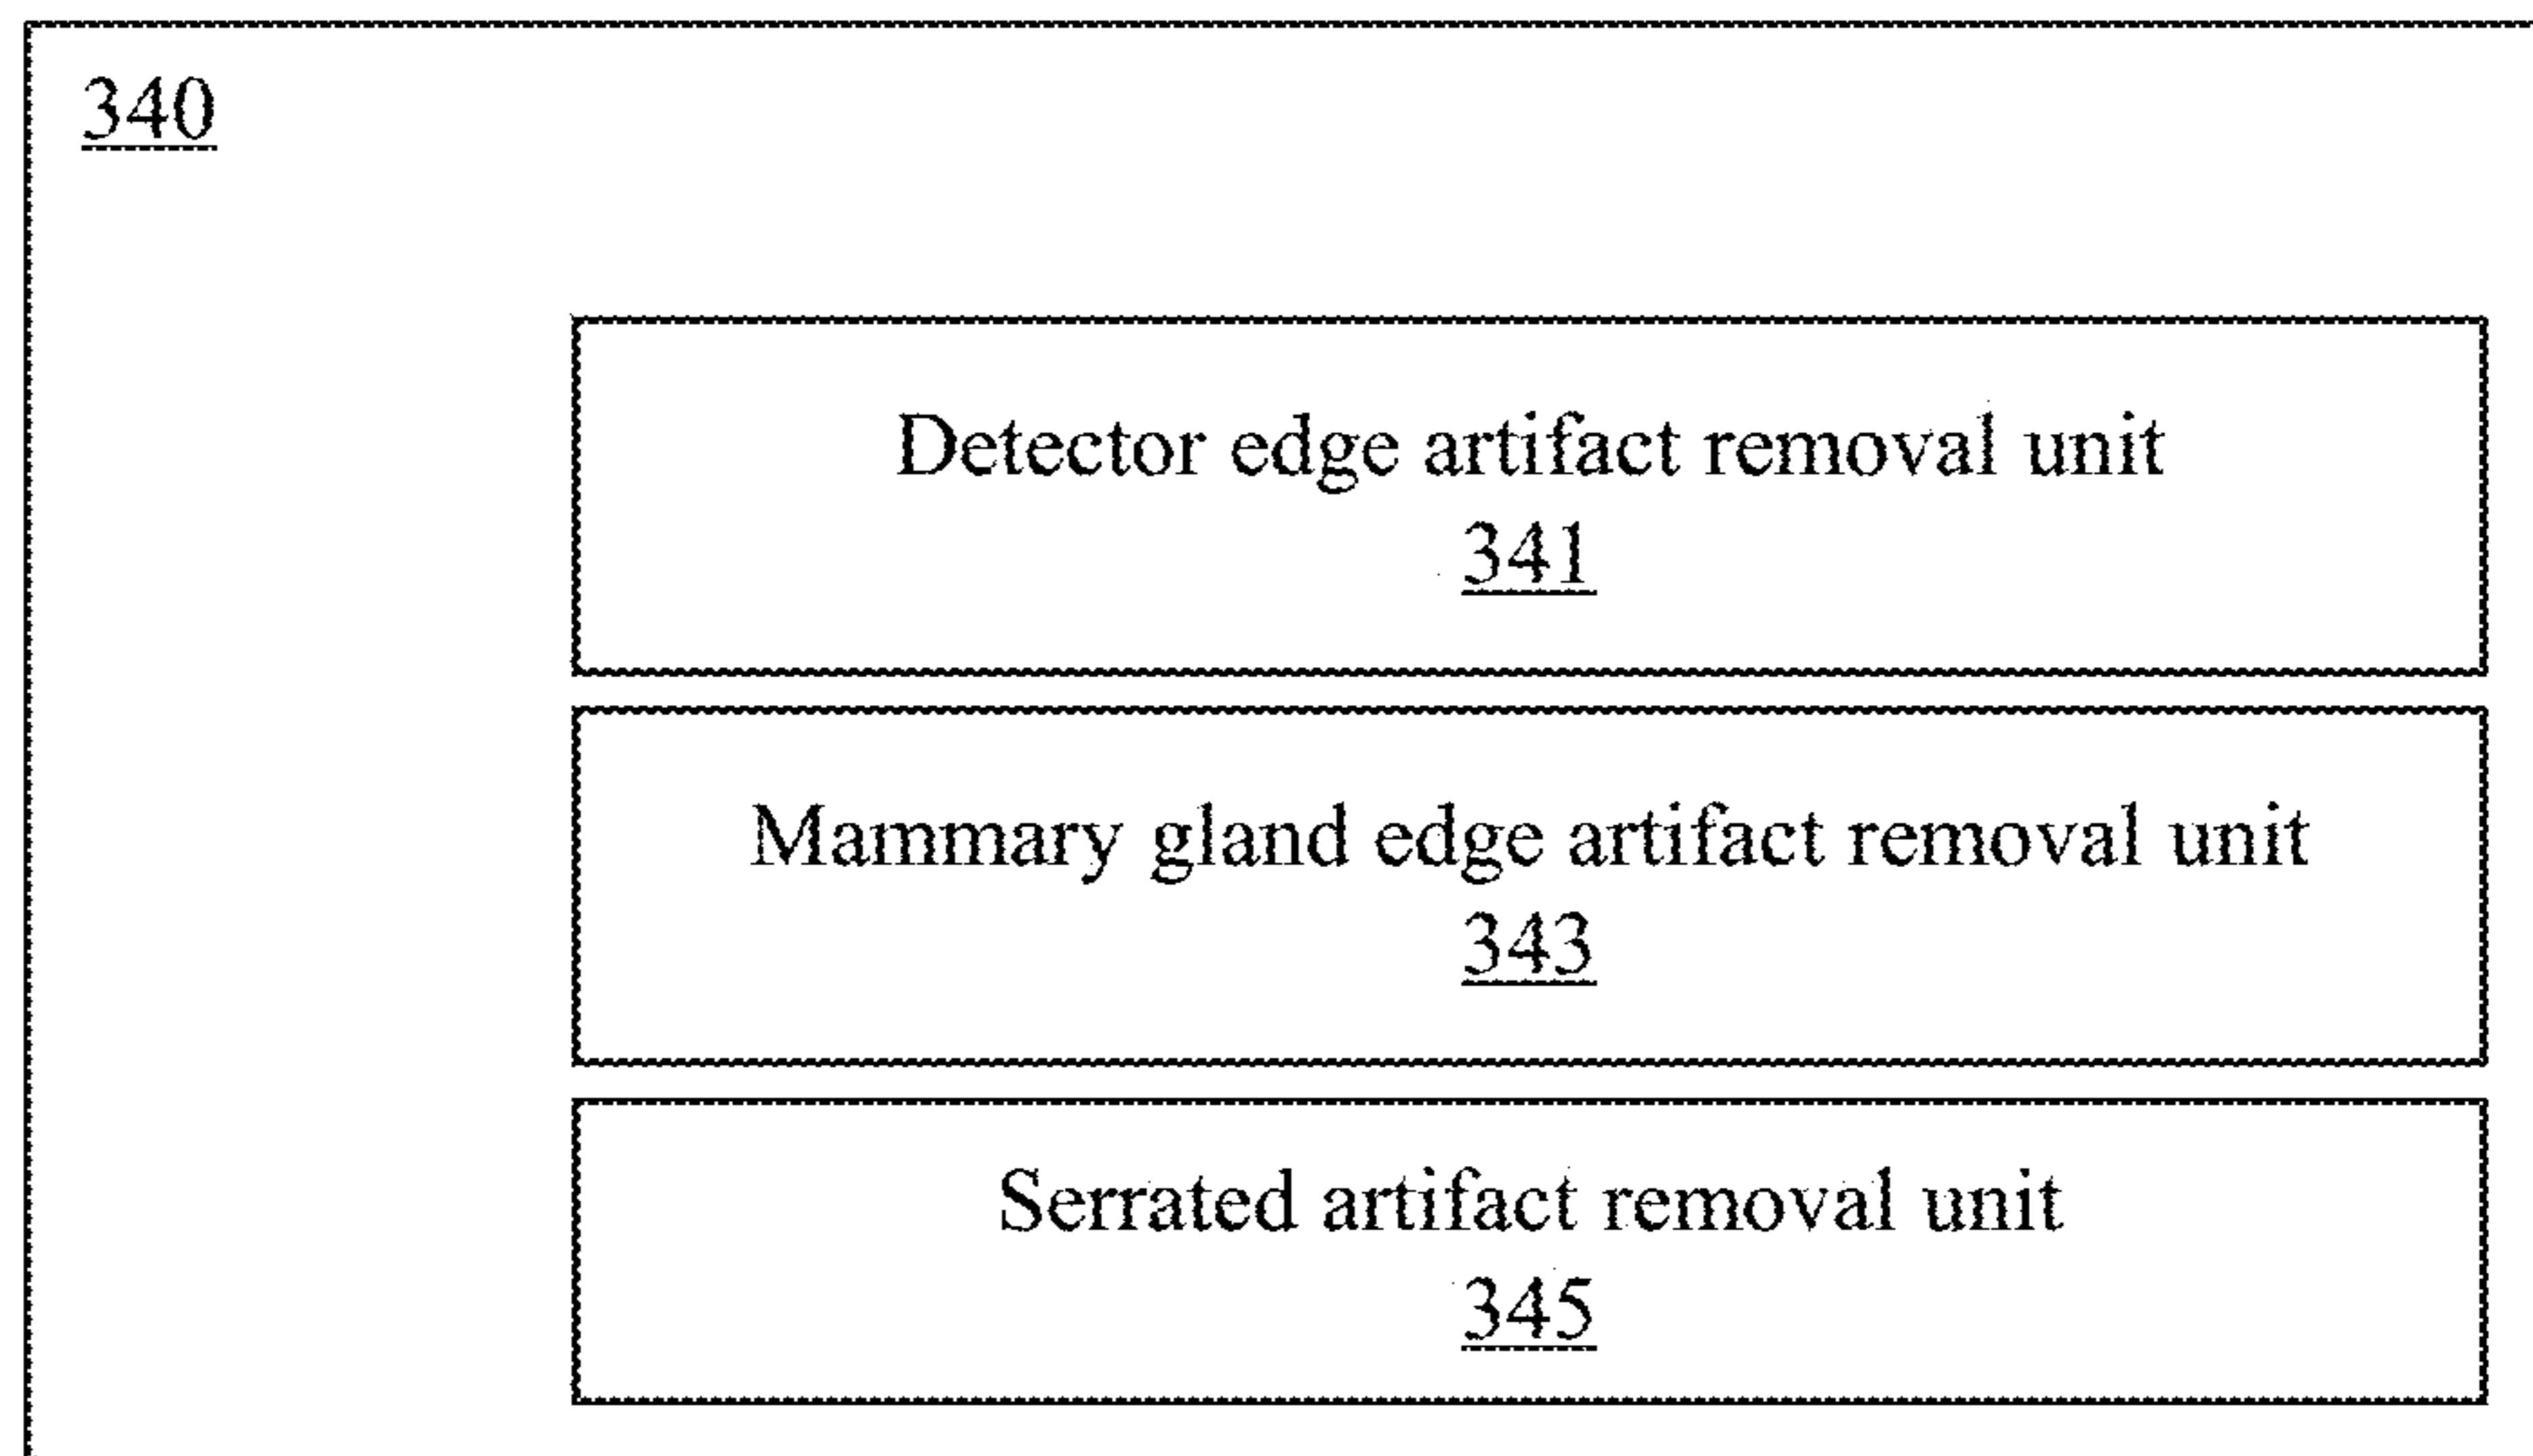 340
Detector edge artifact removal unit
341
Mammary gland edge artifact removal unit
343
Serrated artifact removal unit
345